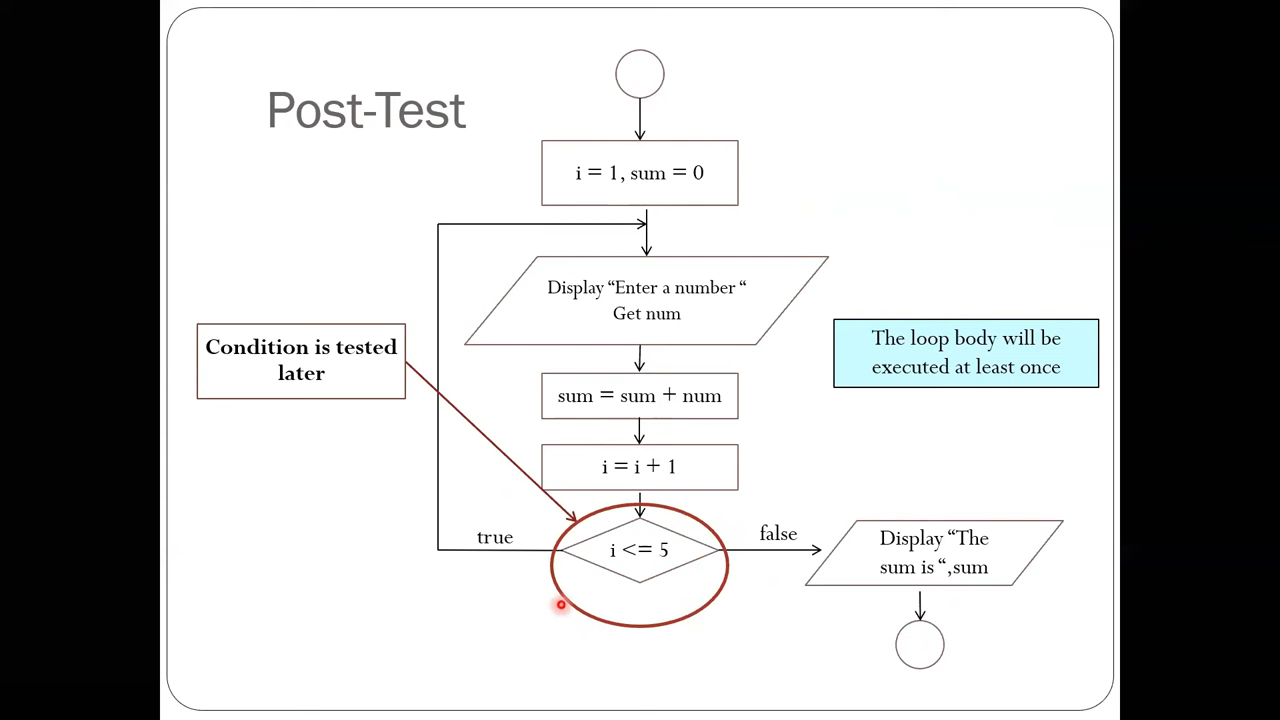 Post-Test
i = 1, sum = 0
Display “Enter a number “
Get num
Condition is tested
later
The loop body will be
executed at least once
sum = sum + num
i = i + 1
true
i <= 5
false
Display “The
sum is “,sum